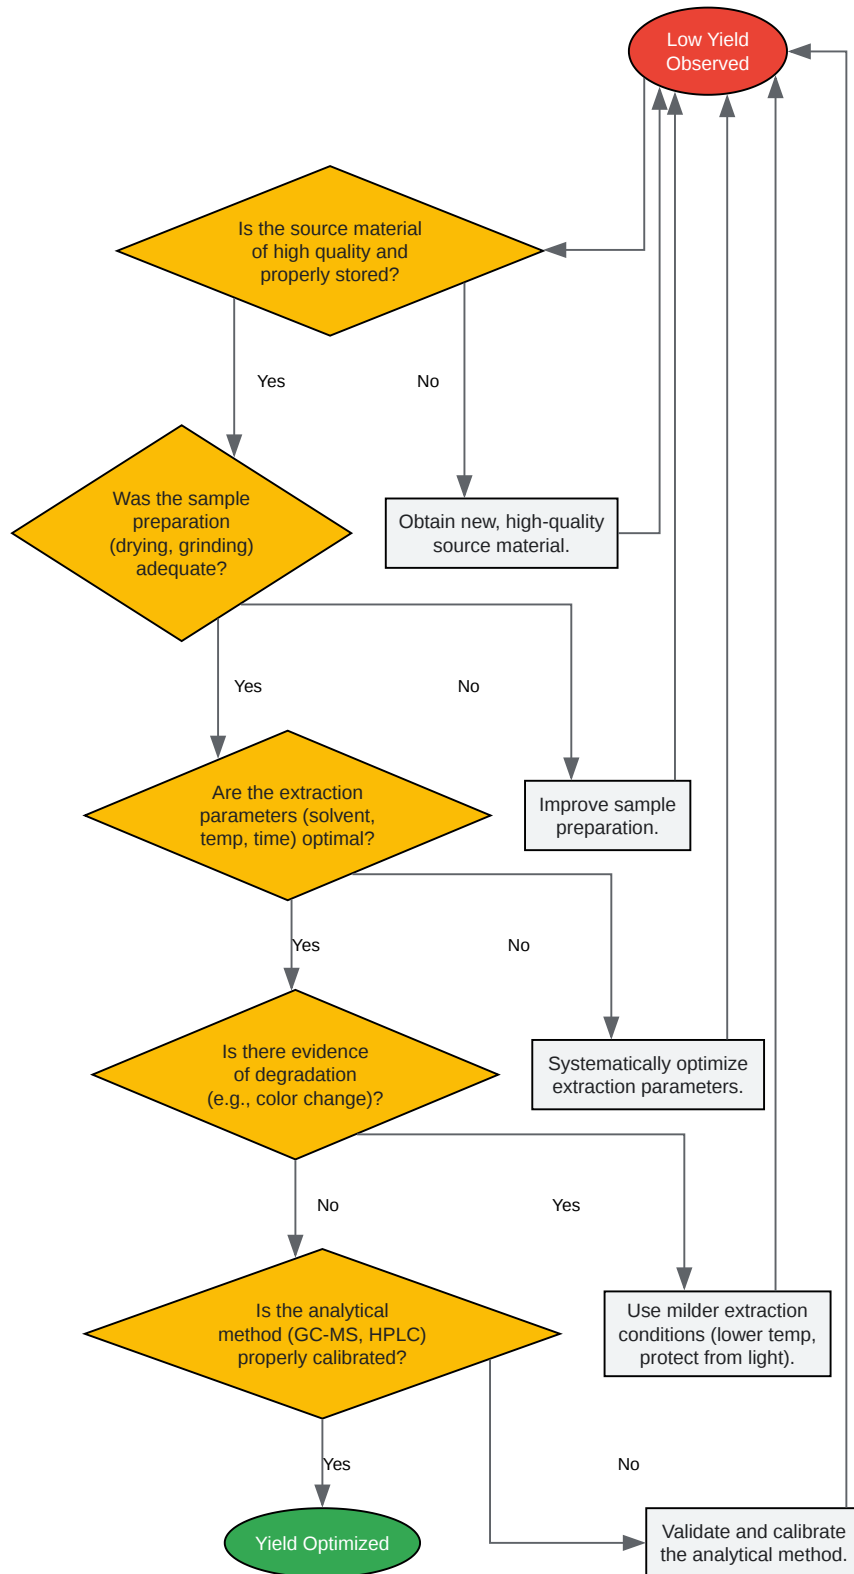 Low Yield
Observed
Is the source material
of high quality and
properly stored?
Yes
No
Was the sample
preparation
(drying, grinding)
adequate?
Obtain new, high-quality
source material.
Yes
No
Are the extraction
parameters (solvent,
temp, time) optimal?
Improve sample
preparation.
Yes
No
Is there evidence
of degradation
(e.g., color change)?
Systematically optimize
extraction parameters.
No
Yes
Is the analytical
method (GC-MS, HPLC)
properly calibrated?
Use milder extraction
conditions (lower temp,
protect from light).
Yes
No
Yield Optimized
Validate and calibrate
the analytical method.